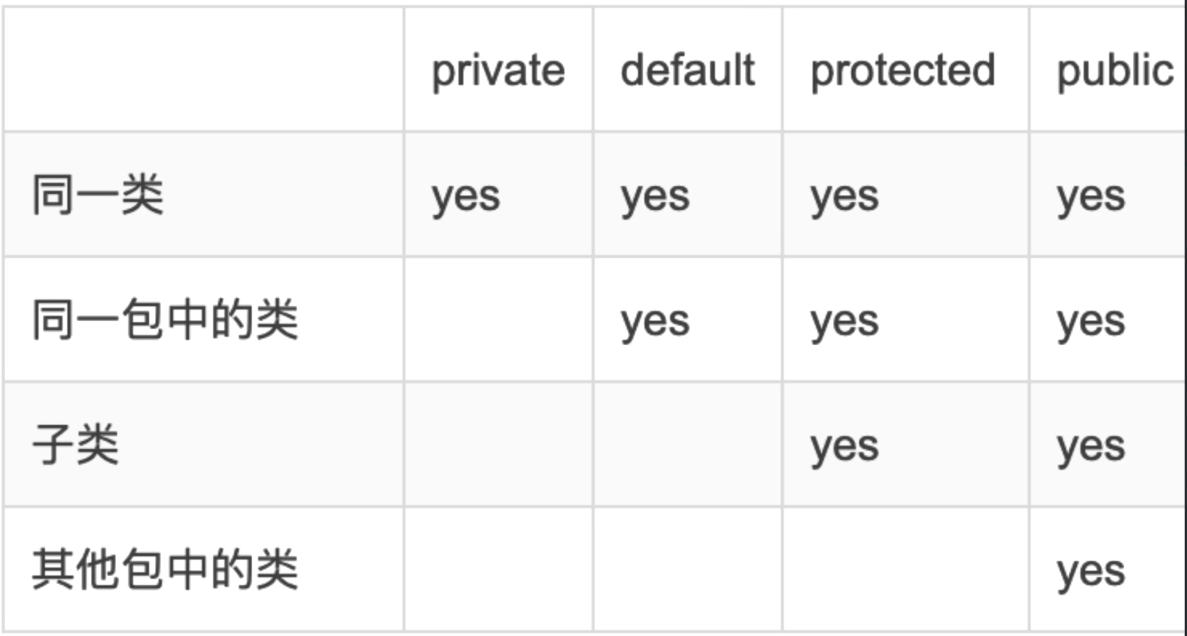 private default protected public
同一类 yes yes yes yes
同一包中的类 yes yes yes
子类 yes yes
其他包中的类 yes